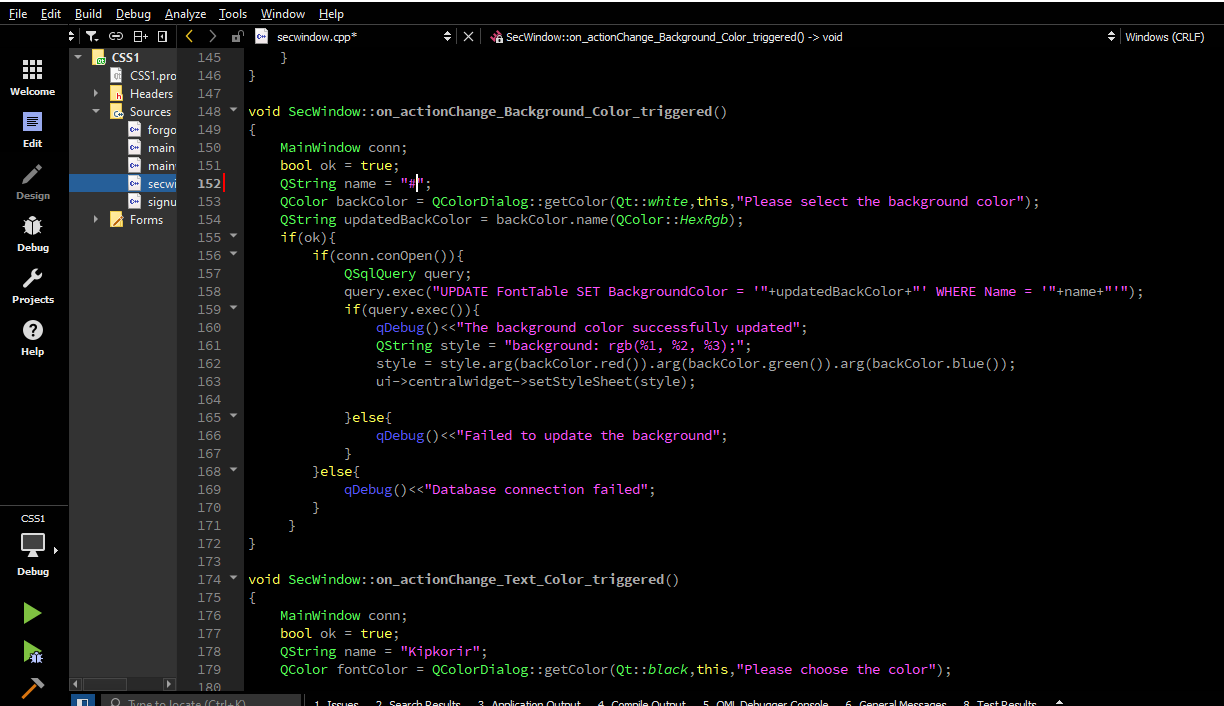 File Edit Build Debug Analyze Tools Window Help
secwindow.cpp* SecWindow::on_actionChange_Background_Color_triggered() -> void Windows (CRLF)
Welcome
Edit
Design
Debug
Projects
Help
CSS1
Debug
CSS1
CSS1.pro
Headers
Sources
forgo
main
main
secwi
signu
Forms
145 }
146 }
147
148 void SecWindow::on_actionChange_Background_Color_triggered()
149 {
150 MainWindow conn;
151 bool ok = true;
152 QString name = "#";
153 QColor backColor = QColorDialog::getColor(Qt::white,this,"Please select the background color");
154 QString updatedBackColor = backColor.name(QColor::HexRgb);
155 if(ok){
156 if(conn.conOpen()){
157 QSqlQuery query;
158 query.exec("UPDATE FontTable SET BackgroundColor = '"+updatedBackColor+"' WHERE Name = '"+name+"'");
159 if(query.exec()){
160 qDebug()<<"The background color successfully updated";
161 QString style = "background: rgb(%1, %2, %3);";
162 style = style.arg(backColor.red()).arg(backColor.green()).arg(backColor.blue());
163 ui->centralwidget->setStyleSheet(style);
164
165 }else{
166 qDebug()<<"Failed to update the background";
167 }
168 }else{
169 qDebug()<<"Database connection failed";
170 }
171 }
172 }
173
174 void SecWindow::on_actionChange_Text_Color_triggered()
175 {
176 MainWindow conn;
177 bool ok = true;
178 QString name = "Kipkorir";
179 QColor fontColor = QColorDialog::getColor(Qt::black,this,"Please choose the color");
180
Type to locate (Ctrl+K) 1 Issues 2 Search Results 3 Application Output 4 Compile Output 5 QML Debugger Console 6 General Messages 8 Test Results